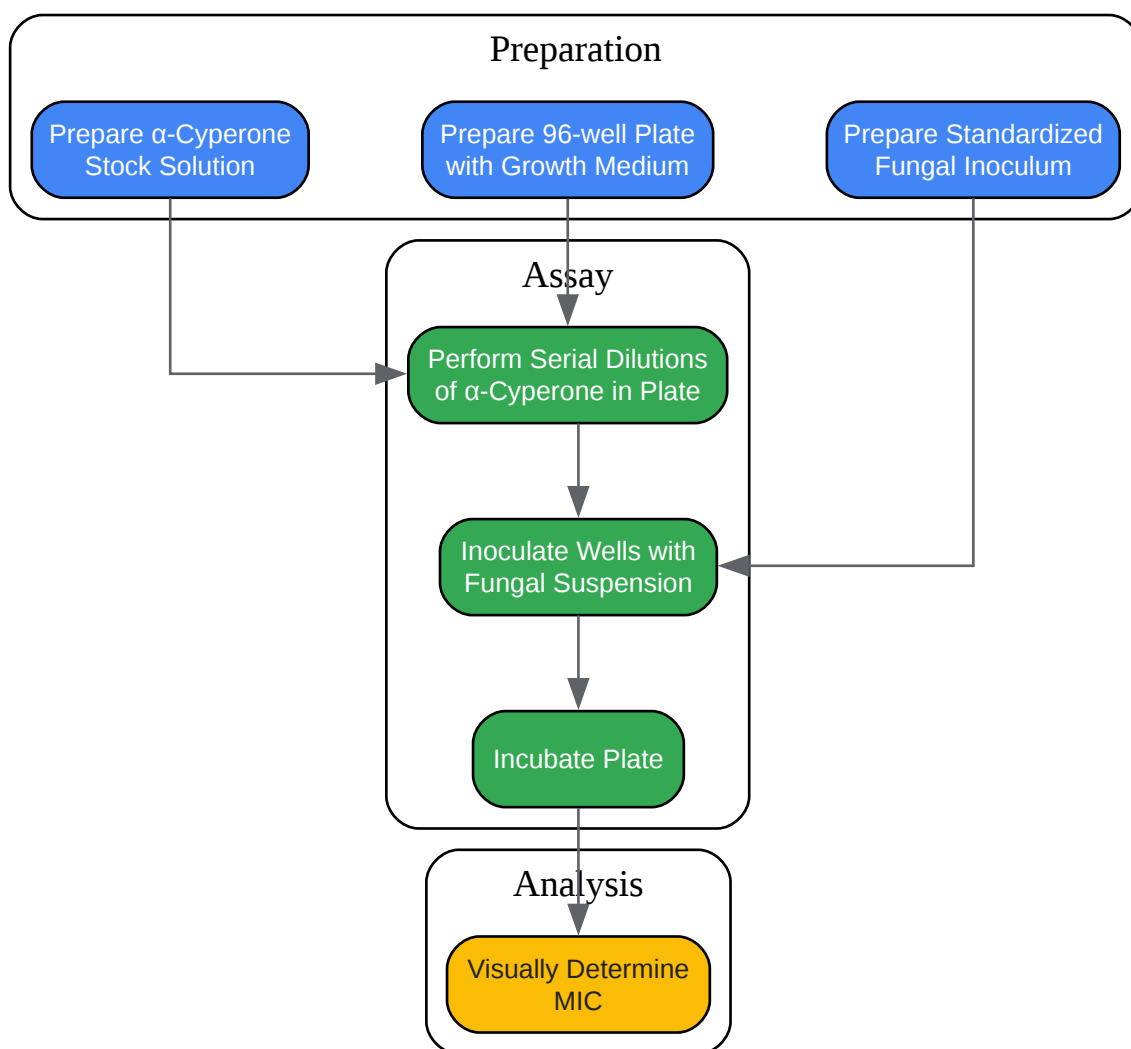 Preparation
Prepare α-Cyperone
Stock Solution
Prepare 96-well Plate
with Growth Medium
Prepare Standardized
Fungal Inoculum
Assay
Perform Serial Dilutions
of α-Cyperone in Plate
Inoculate Wells with
Fungal Suspension
Incubate Plate
Analysis
Visually Determine
MIC